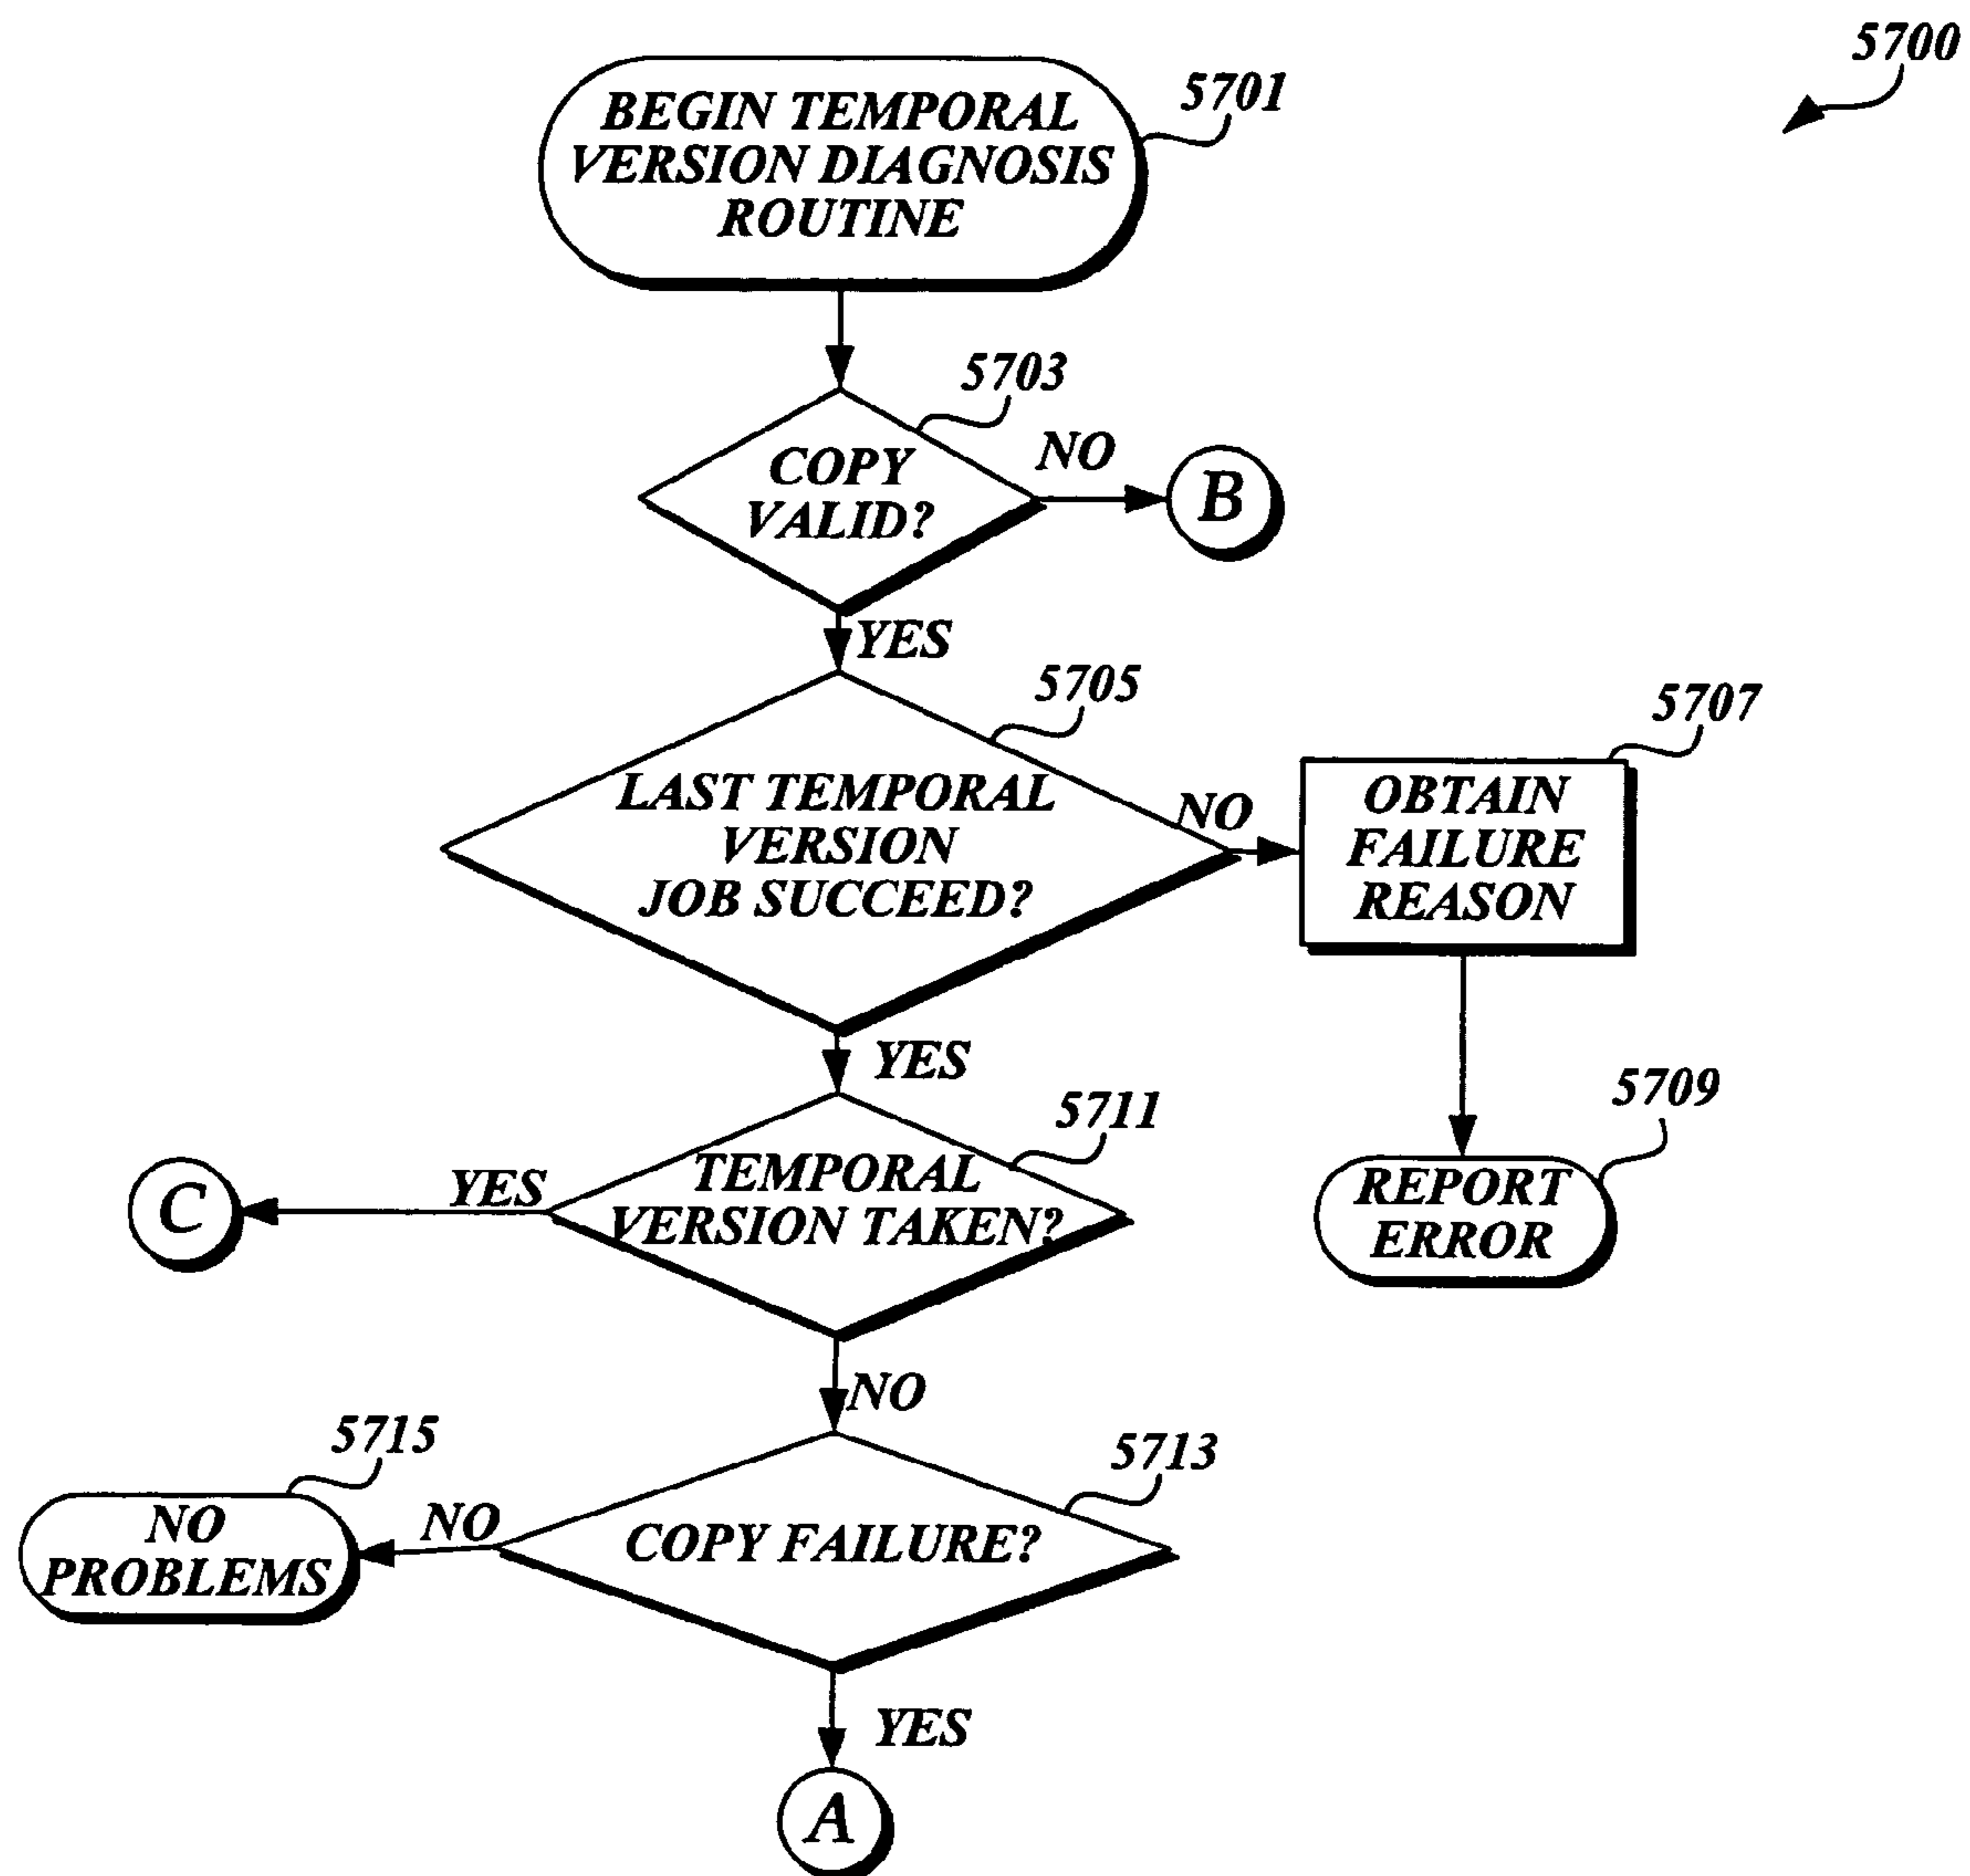 5700
BEGIN TEMPORAL
VERSION DIAGNOSIS
ROUTINE
5701
5703
COPY
VALID?
NO
B
YES
5705
LAST TEMPORAL
VERSION
JOB SUCCEED?
NO
5707
OBTAIN
FAILURE
REASON
YES
5711
TEMPORAL
VERSION TAKEN?
YES
C
5709
REPORT
ERROR
NO
5713
COPY FAILURE?
NO
5715
NO
PROBLEMS
YES
A